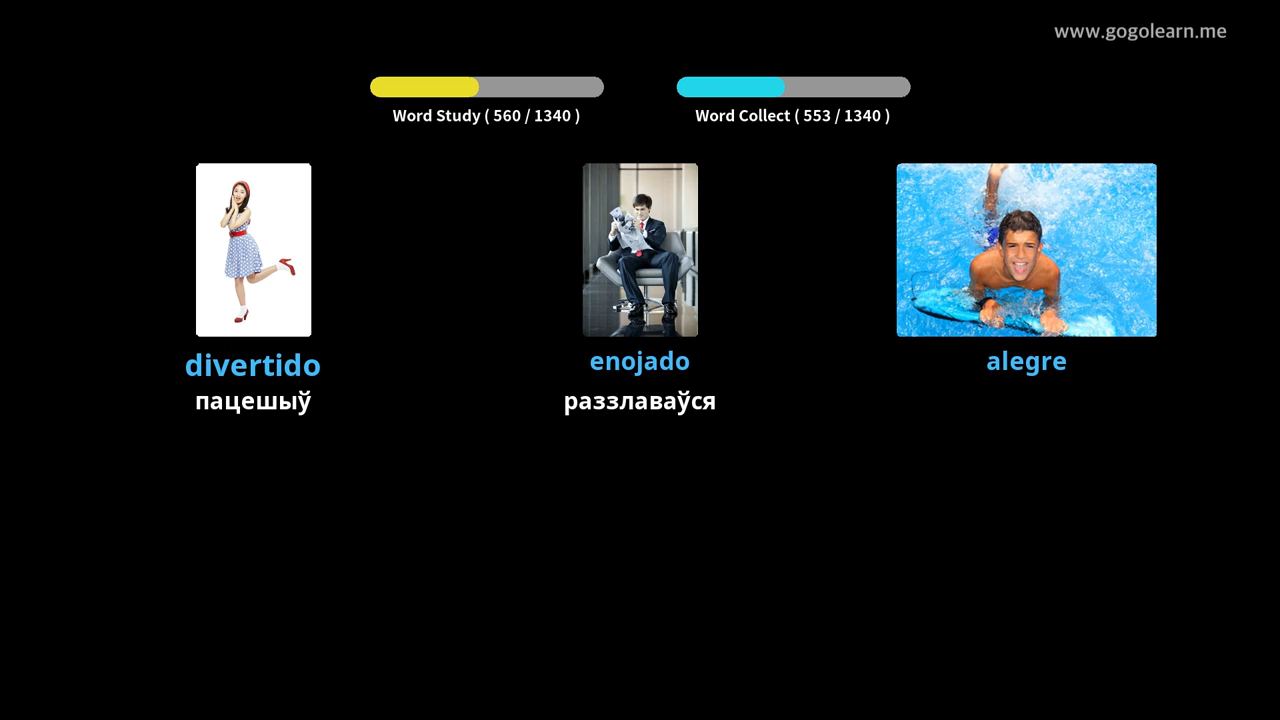 www.gogolearn.me
Word Study ( 560 / 1340 )
Word Collect ( 553 / 1340 )
divertido
пацешыў
enojado
раззлаваўся
alegre